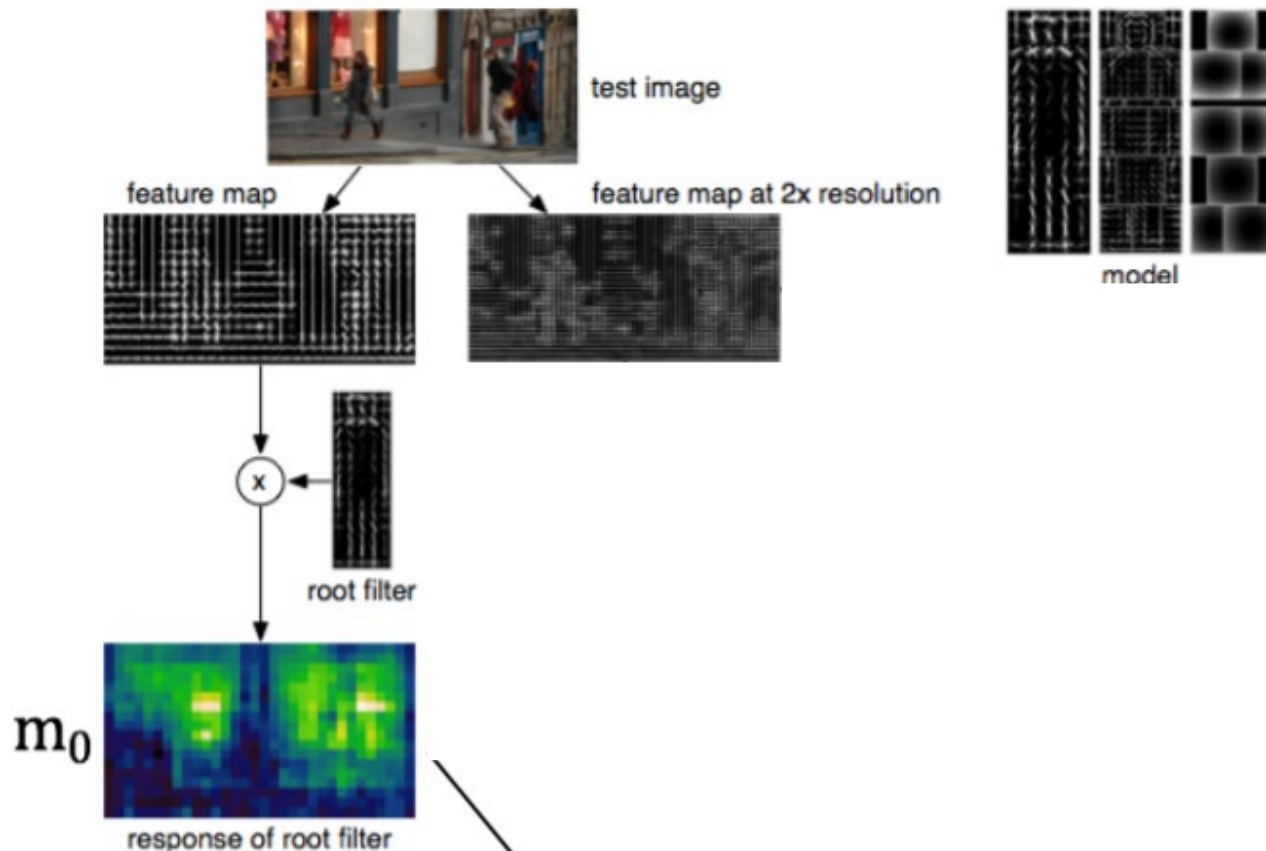 test image
feature map
feature map at 2x resolution
model
x
root filter
m₀
response of root filter